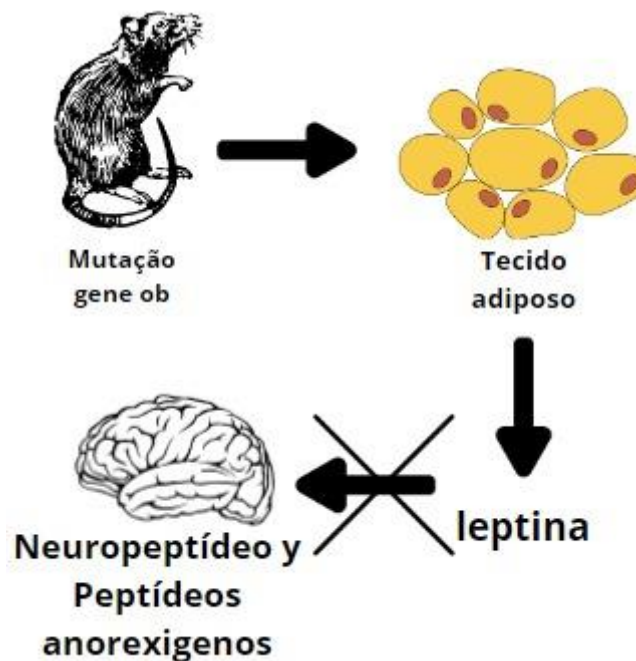 Mutação
gene ob
Tecido
adiposo
leptina
Neuropeptídeo y
Peptídeos
anorexigenos